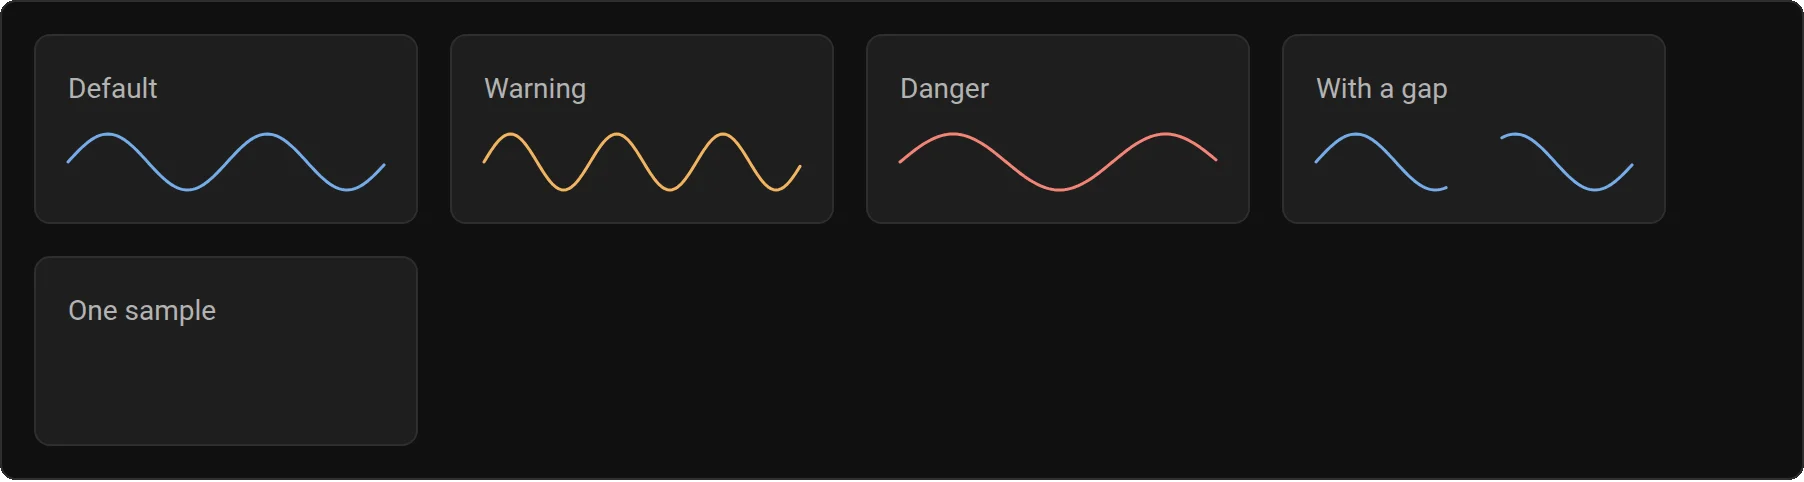 Default
Warning
Danger
With a gap
One sample